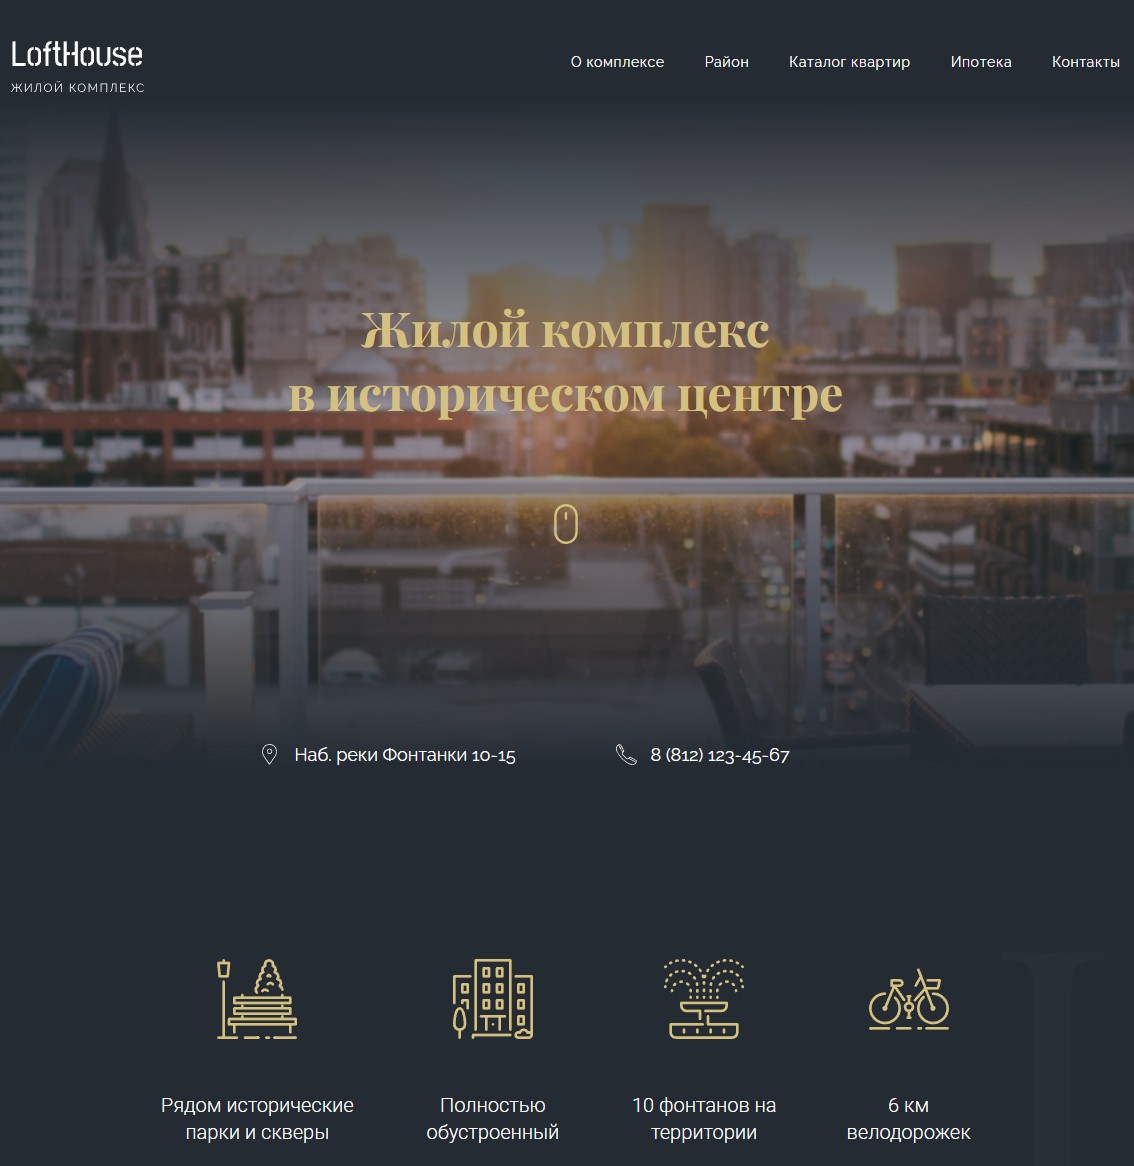 LoftHouse
ЖИЛОЙ КОМПЛЕКС
О комплексе Район Каталог квартир Ипотека Контакты
Жилой комплекс
в историческом центре
Наб. реки Фонтанки 10-15
8 (812) 123-45-67
Рядом исторические
парки и скверы
Полностью
обустроенный
10 фонтанов на
территории
6 км
велодорожек